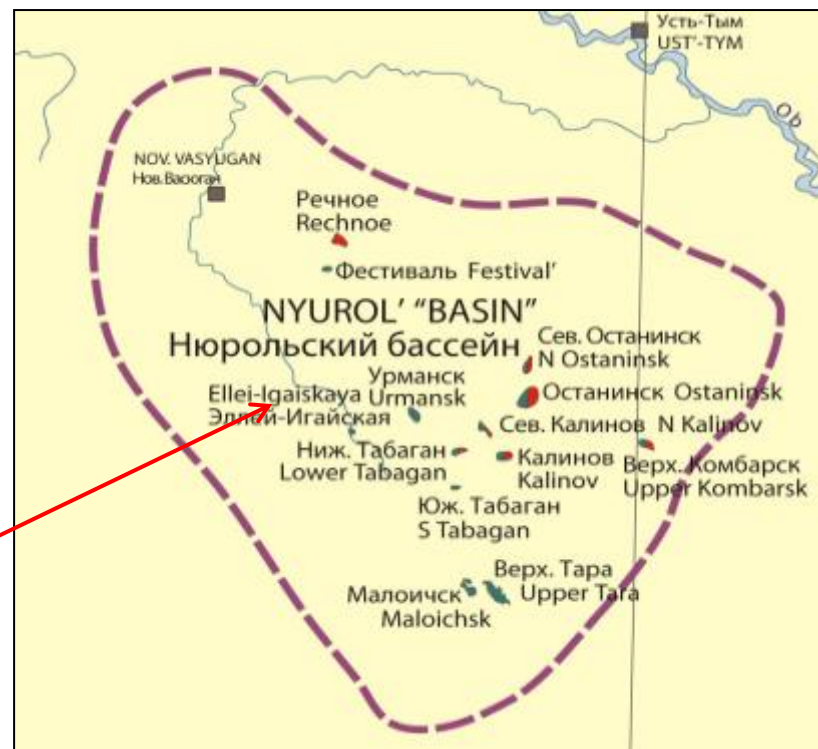 Усть-Тым
UST'-TYM
Ob
NOV. VASYUGAN
Нов.Васюган
Речное
Rechnoe
Фестиваль Festival'
NYUROL' “BASIN”
Нюрольский бассейн
Сев. Останинск
N Ostaninsk
Урманск
Urmansk
Ellei-Igaiskaya
Эллей-Игайская
Останинск Ostaninsk
Сев. Калинов N Kalinov
Ниж. Табаган
Lower Tabagan
Калинов
Kalinov
Верх. Комбарск
Upper Kombarsk
Юж. Табаган
S Tabagan
Верх. Тара
Upper Tara
Малоичск
Maloichsk